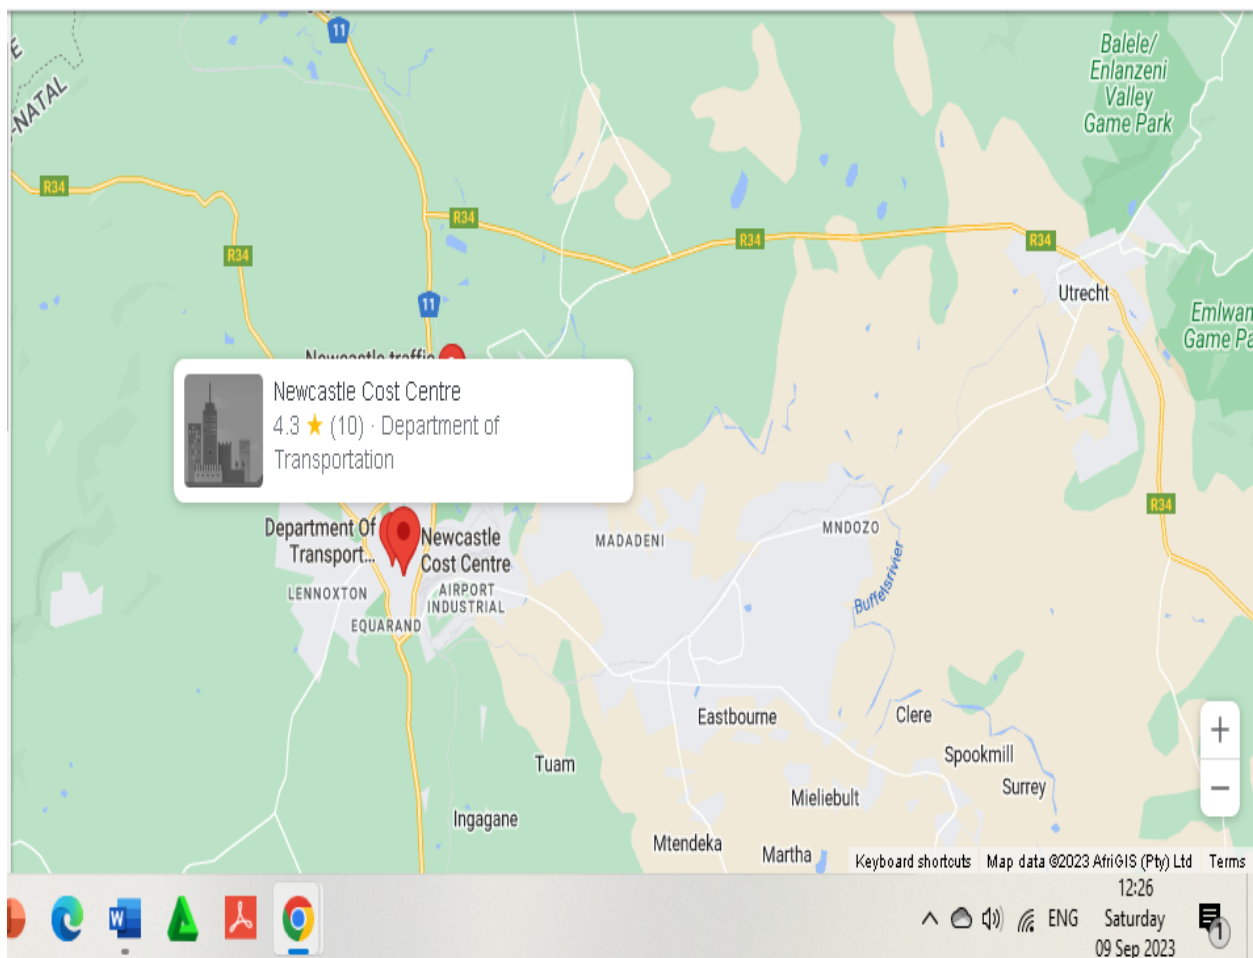 11
E
-NATAL
Balele/
Enlanzeni
Valley
Game Park
R34
R34
R34
R34
R34
11
Utrecht
Emlwan
Game Pa
Newcastle traffic
Newcastle Cost Centre
4.3 ★ (10) · Department of
Transportation
R34
Department Of
Transport...
Newcastle
Cost Centre
MADADENI
MNDOZO
LENNOXTON
AIRPORT
INDUSTRIAL
EQUARAND
Buffelsrivier
Eastbourne
Clere
Spookmill
Surrey
Tuam
Mieliebult
Ingagane
Mtendeka
Martha
+
−
Keyboard shortcuts Map data ©2023 AfriGIS (Pty) Ltd Terms
W
ENG
12:26
Saturday
09 Sep 2023
1